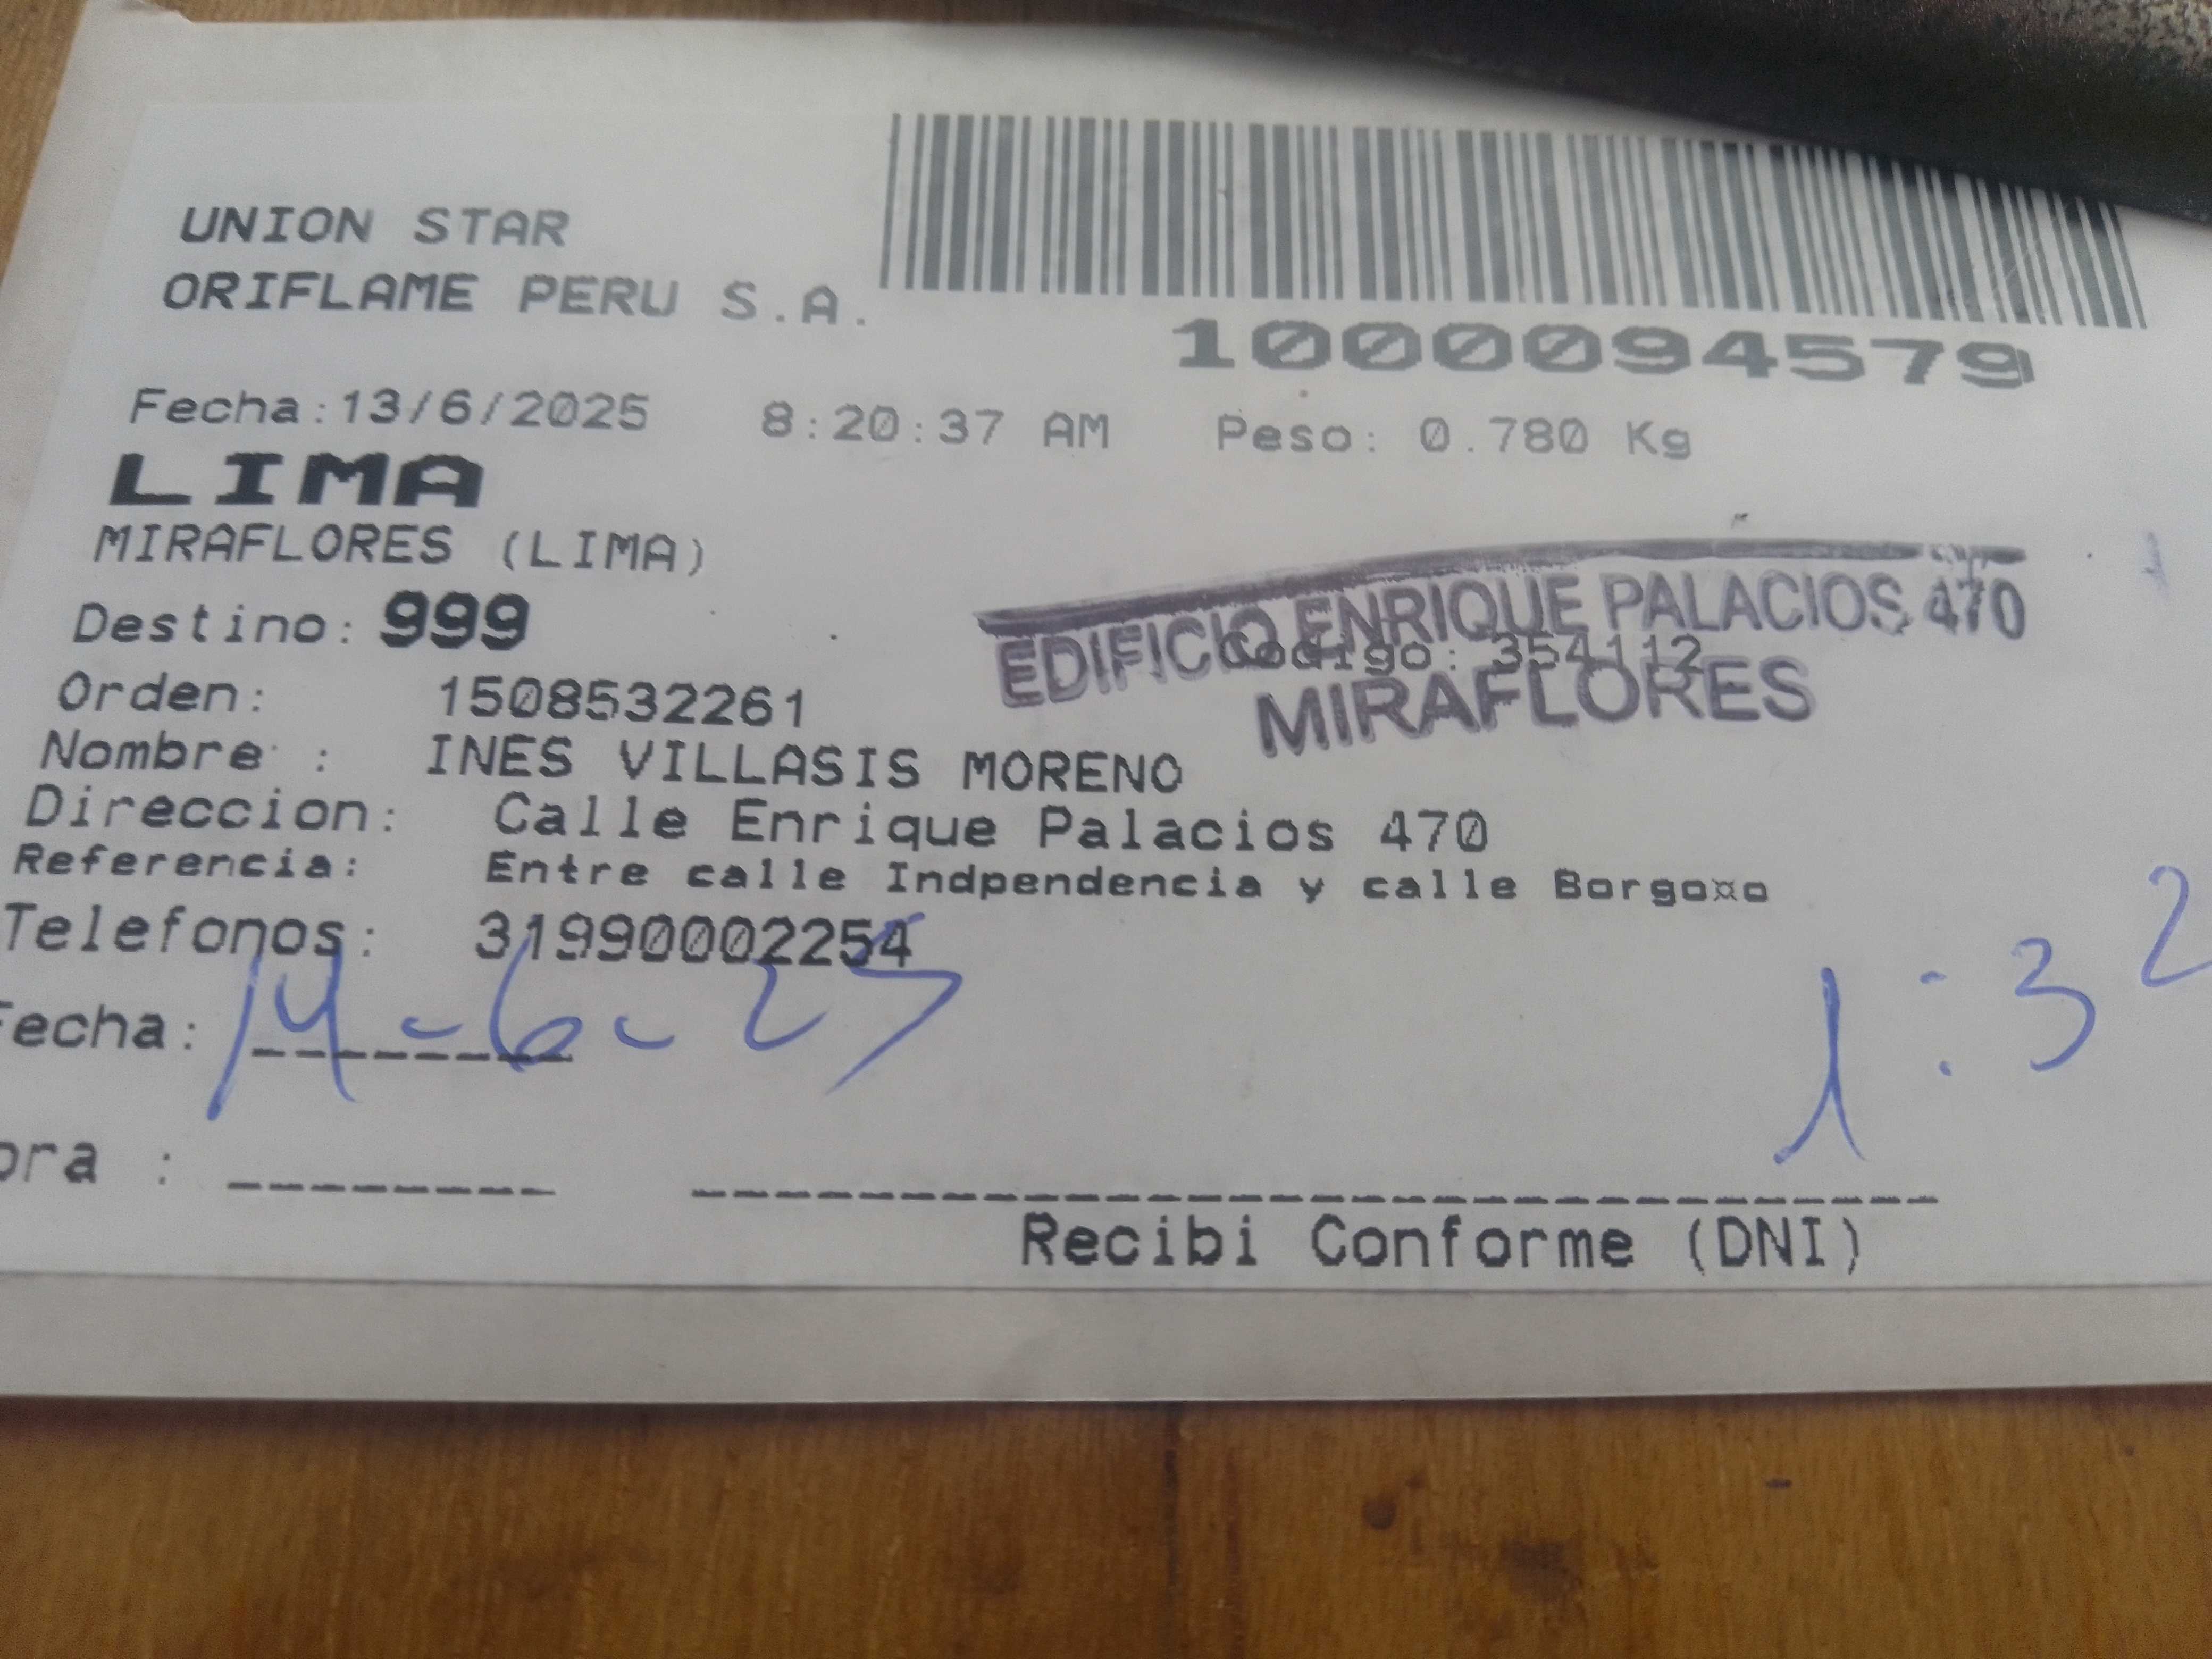 UNION STAR
ORIFLAME PERU S.A.
1000094579
Fecha:13/6/2025 8:20:37 AM Peso: 0.780 Kg
LIMA
MIRAFLORES (LIMA)
EDIFICIO ENRIQUE PALACIOS 470
Destino: 999 Codigo: 354112
MIRAFLORES
Orden: 1508532261
Nombre : INES VILLASIS MORENO
Direccion: Calle Enrique Palacios 470
Referencia: Entre calle Indpendencia y calle Borgo¤o
Telefonos: 31990002254
Fecha: 14-6-25 1:32
ora :
Recibi Conforme (DNI)